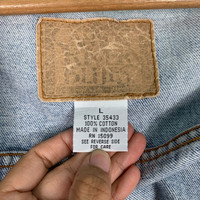 L
STYLE 35433
100% COTTON
MADE IN INDONESIA
RN 15099
SEE REVERSE SIDE
FOR CARE